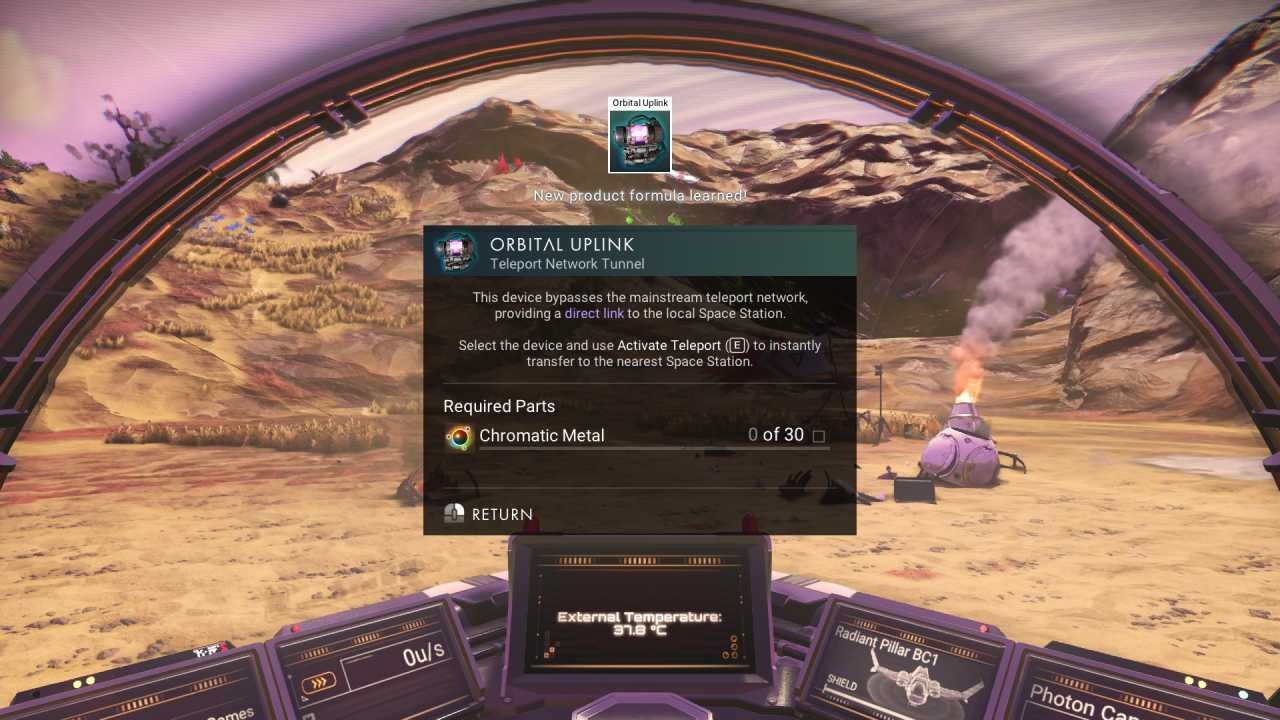 Orbital Uplink
New product formula learned!
ORBITAL UPLINK
Teleport Network Tunnel
This device bypasses the mainstream teleport network,
providing a direct link to the local Space Station.
Select the device and use Activate Teleport (E) to instantly
transfer to the nearest Space Station.
Required Parts
Chromatic Metal 0 of 30
RETURN
External Temperature:
37.8 °C
0u/s
Radiant Pillar BC1
SHIELD
Photon Can